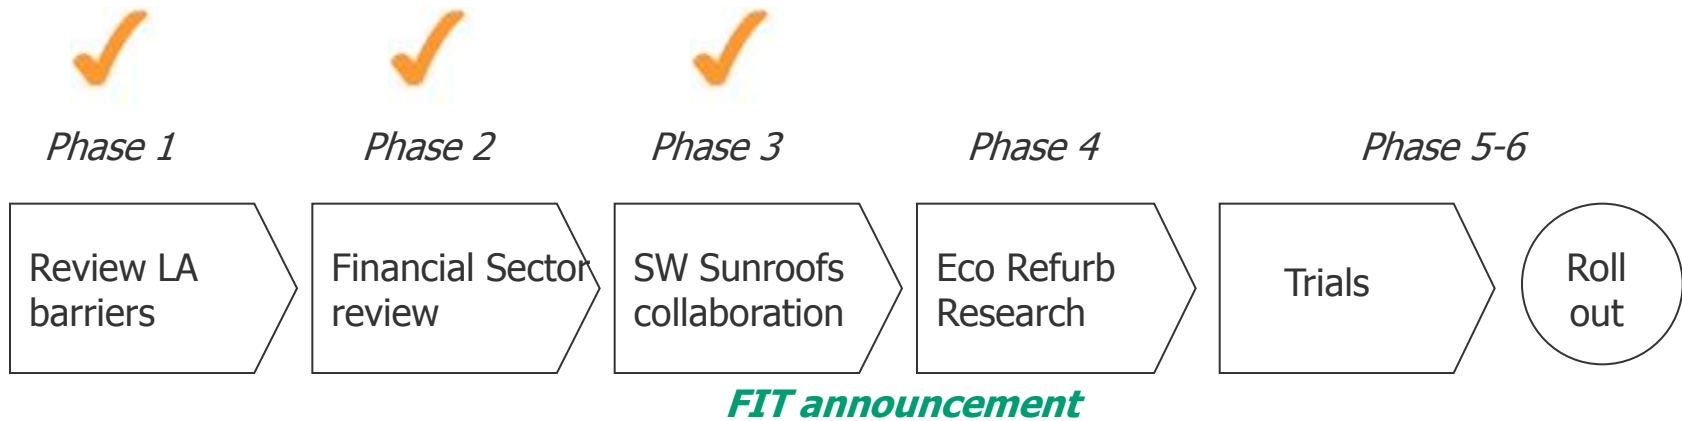 Phase 1
Phase 2
Phase 3
Phase 4
Phase 5-6
Review LA
barriers
Financial Sector
review
SW Sunroofs
collaboration
Eco Refurb
Research
Trials
Roll
out
FIT announcement